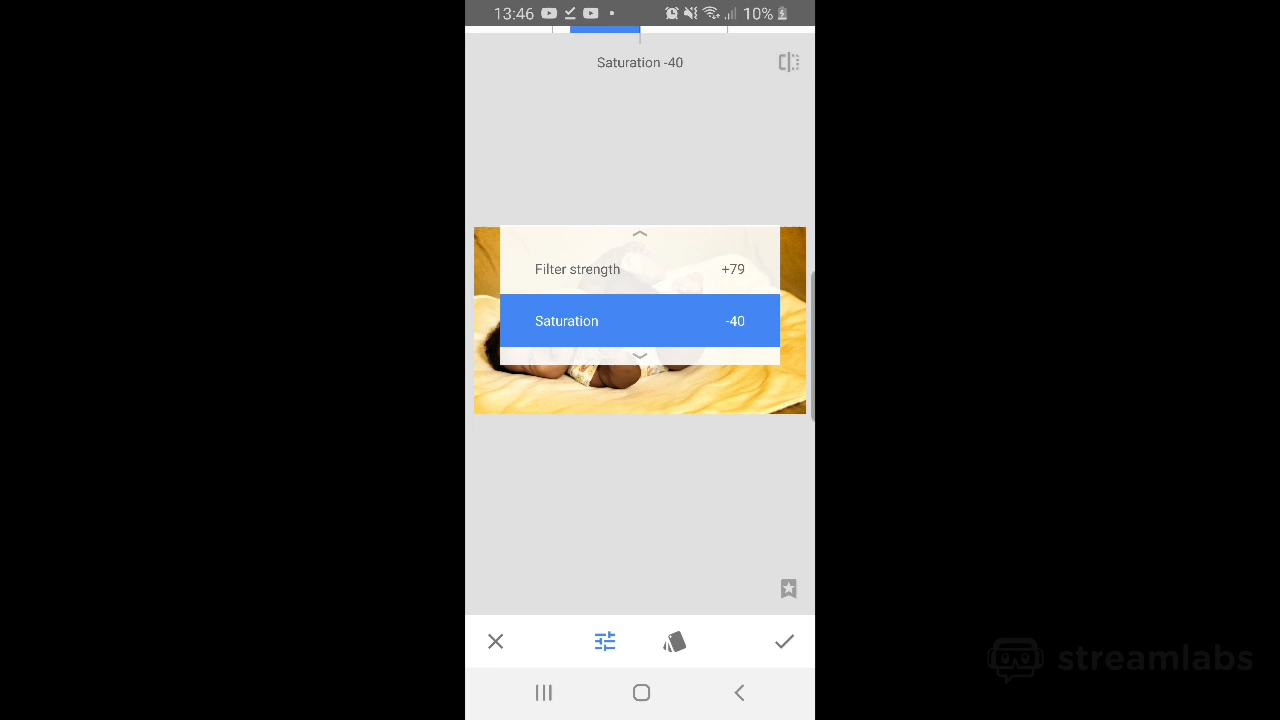 13:46 10%
Saturation -40
Filter strength +79
Saturation -40
streamlabs